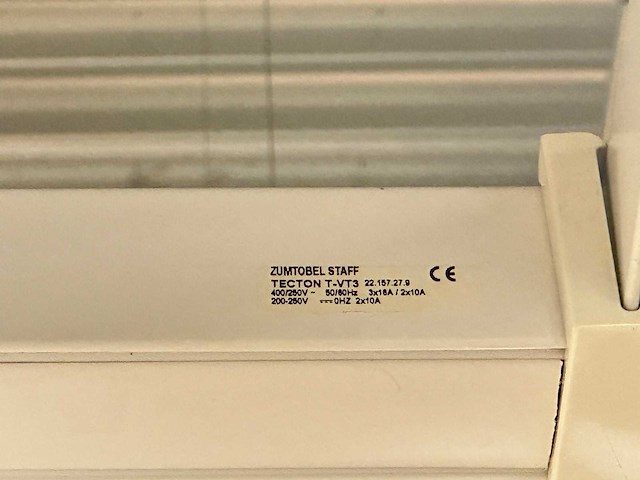 ZUMTOBEL STAFF
TECTON T-VT3 22.157.27.9
400/250V ~ 50/60Hz 3x16A / 2x10A
200-250V ⎓0HZ 2x10A
CE